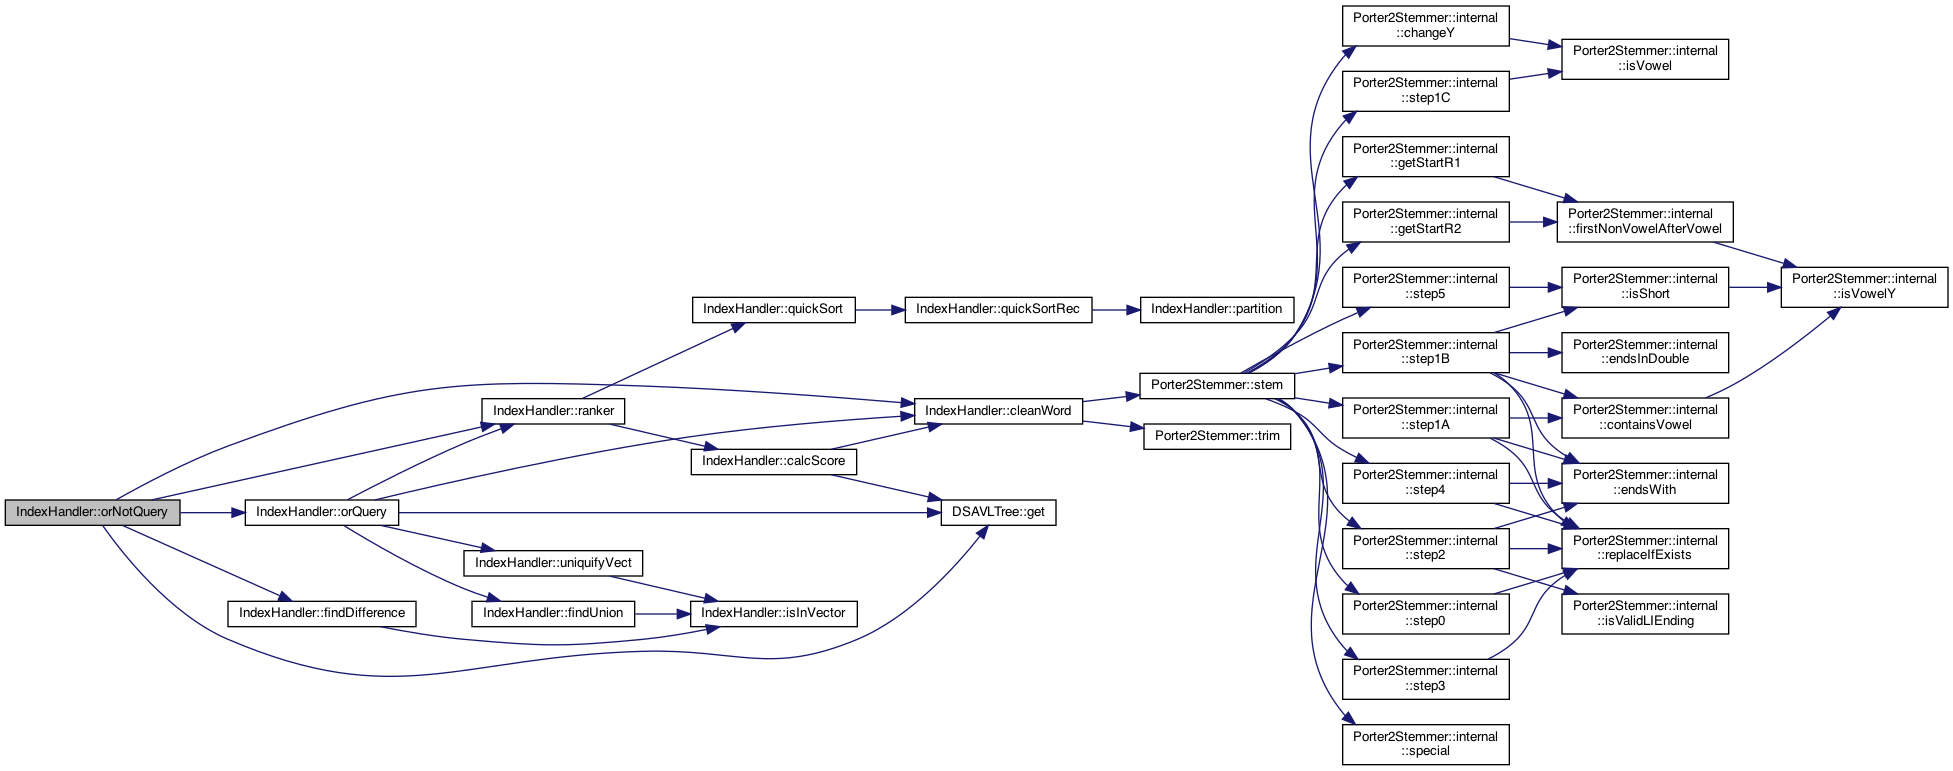 IndexHandler::orNotQuery
IndexHandler::orQuery
IndexHandler::findDifference
IndexHandler::ranker
IndexHandler::uniquifyVect
IndexHandler::findUnion
IndexHandler::quickSort
IndexHandler::calcScore
IndexHandler::isInVector
IndexHandler::quickSortRec
IndexHandler::cleanWord
DSAVLTree::get
IndexHandler::partition
Porter2Stemmer::stem
Porter2Stemmer::trim
Porter2Stemmer::internal
::changeY
Porter2Stemmer::internal
::step1C
Porter2Stemmer::internal
::getStartR1
Porter2Stemmer::internal
::getStartR2
Porter2Stemmer::internal
::step5
Porter2Stemmer::internal
::step1B
Porter2Stemmer::internal
::step1A
Porter2Stemmer::internal
::step4
Porter2Stemmer::internal
::step2
Porter2Stemmer::internal
::step0
Porter2Stemmer::internal
::step3
Porter2Stemmer::internal
::special
Porter2Stemmer::internal
::isVowel
Porter2Stemmer::internal
::firstNonVowelAfterVowel
Porter2Stemmer::internal
::isShort
Porter2Stemmer::internal
::endsInDouble
Porter2Stemmer::internal
::containsVowel
Porter2Stemmer::internal
::endsWith
Porter2Stemmer::internal
::replaceIfExists
Porter2Stemmer::internal
::isValidLIEnding
Porter2Stemmer::internal
::isVowelY